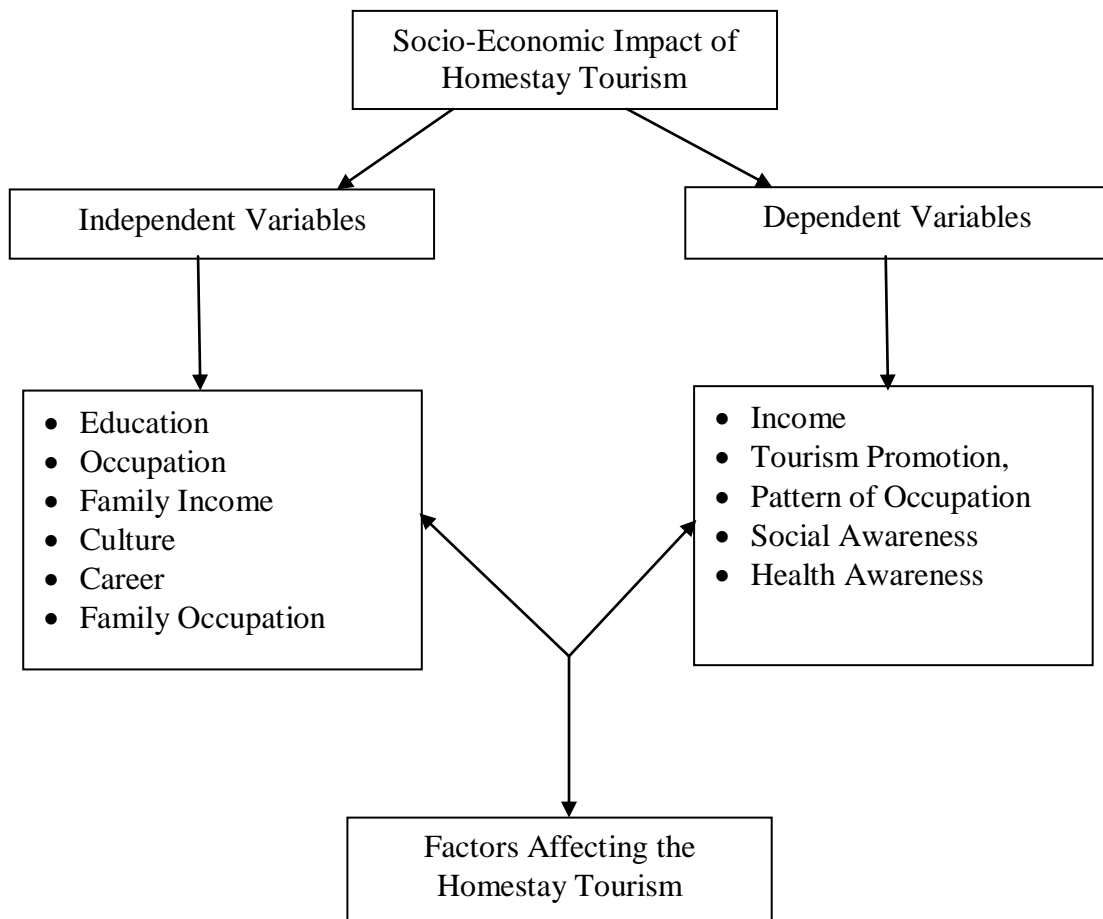 Socio-Economic Impact of
Homestay Tourism
Independent Variables
Dependent Variables
• Education
• Occupation
• Family Income
• Culture
• Career
• Family Occupation
• Income
• Tourism Promotion,
• Pattern of Occupation
• Social Awareness
• Health Awareness
Factors Affecting the
Homestay Tourism